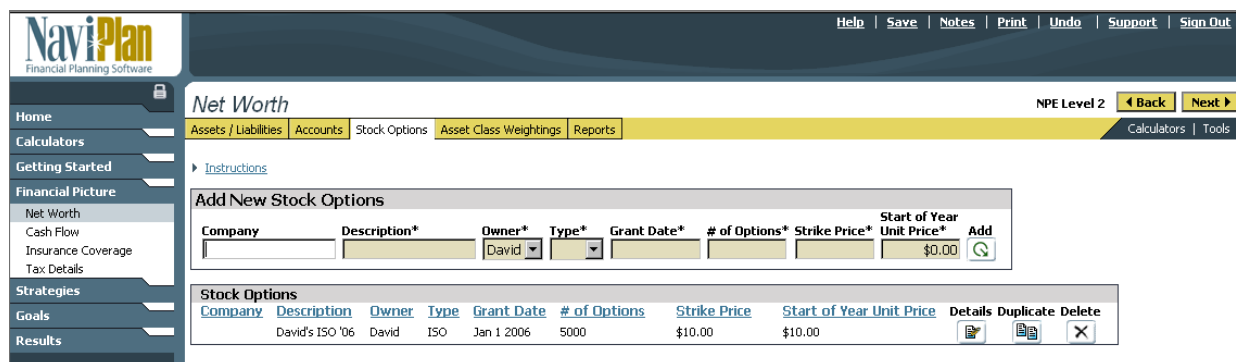 NaviPlan
Financial Planning Software
Help | Save | Notes | Print | Undo | Support | Sign Out
Net Worth
NPE Level 2 Back Next
Assets / Liabilities Accounts Stock Options Asset Class Weightings Reports
Calculators | Tools
Home
Calculators
Getting Started
Financial Picture
Net Worth
Cash Flow
Insurance Coverage
Tax Details
Strategies
Goals
Results
Instructions
Add New Stock Options
Company Description* Owner* Type* Grant Date* # of Options* Strike Price* Start of Year Unit Price* Add
David $0.00
Stock Options
Company Description Owner Type Grant Date # of Options Strike Price Start of Year Unit Price Details Duplicate Delete
David's ISO '06 David ISO Jan 1 2006 5000 $10.00 $10.00